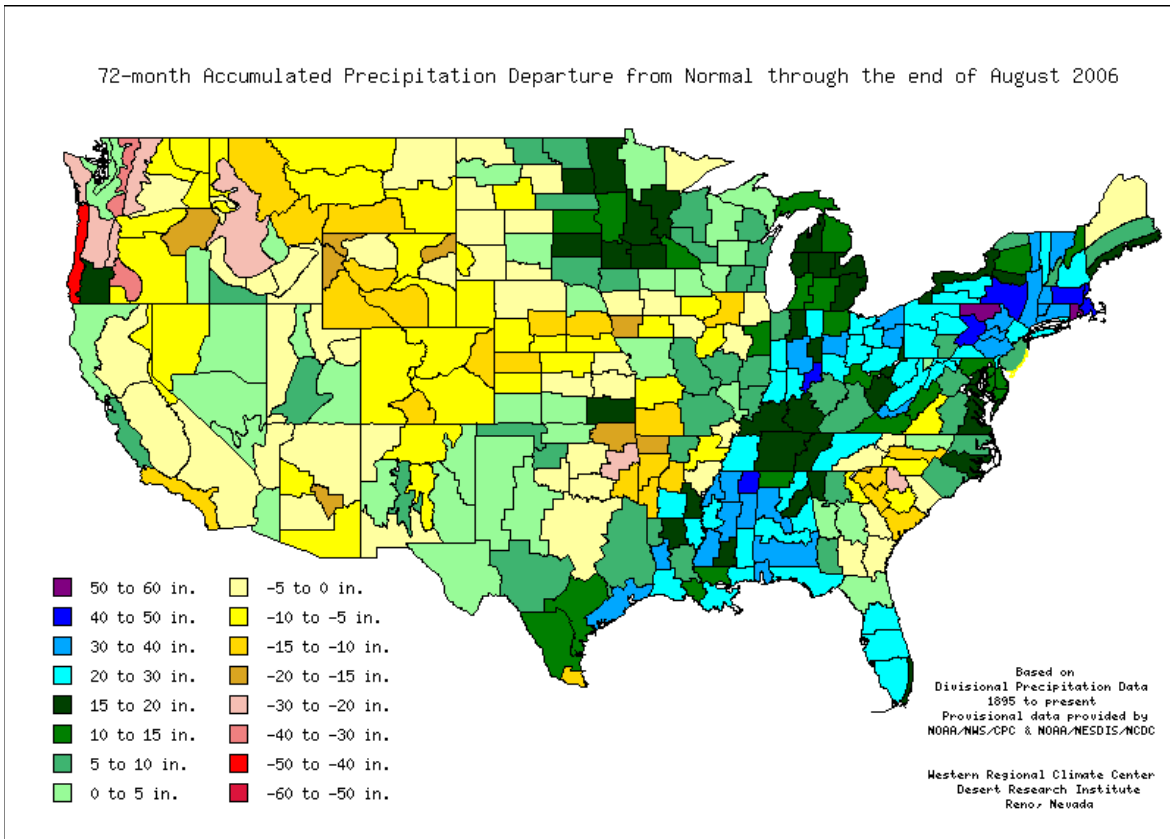 72-month Accumulated Precipitation Departure from Normal through the end of August 2006
50 to 60 in.
40 to 50 in.
30 to 40 in.
20 to 30 in.
15 to 20 in.
10 to 15 in.
5 to 10 in.
0 to 5 in.
-5 to 0 in.
-10 to -5 in.
-15 to -10 in.
-20 to -15 in.
-30 to -20 in.
-40 to -30 in.
-50 to -40 in.
-60 to -50 in.
Based on
Divisional Precipitation Data
1895 to present
Provisional data provided by
NOAA/NWS/CPC & NOAA/NESDIS/NCDC
Western Regional Climate Center
Desert Research Institute
Reno, Nevada